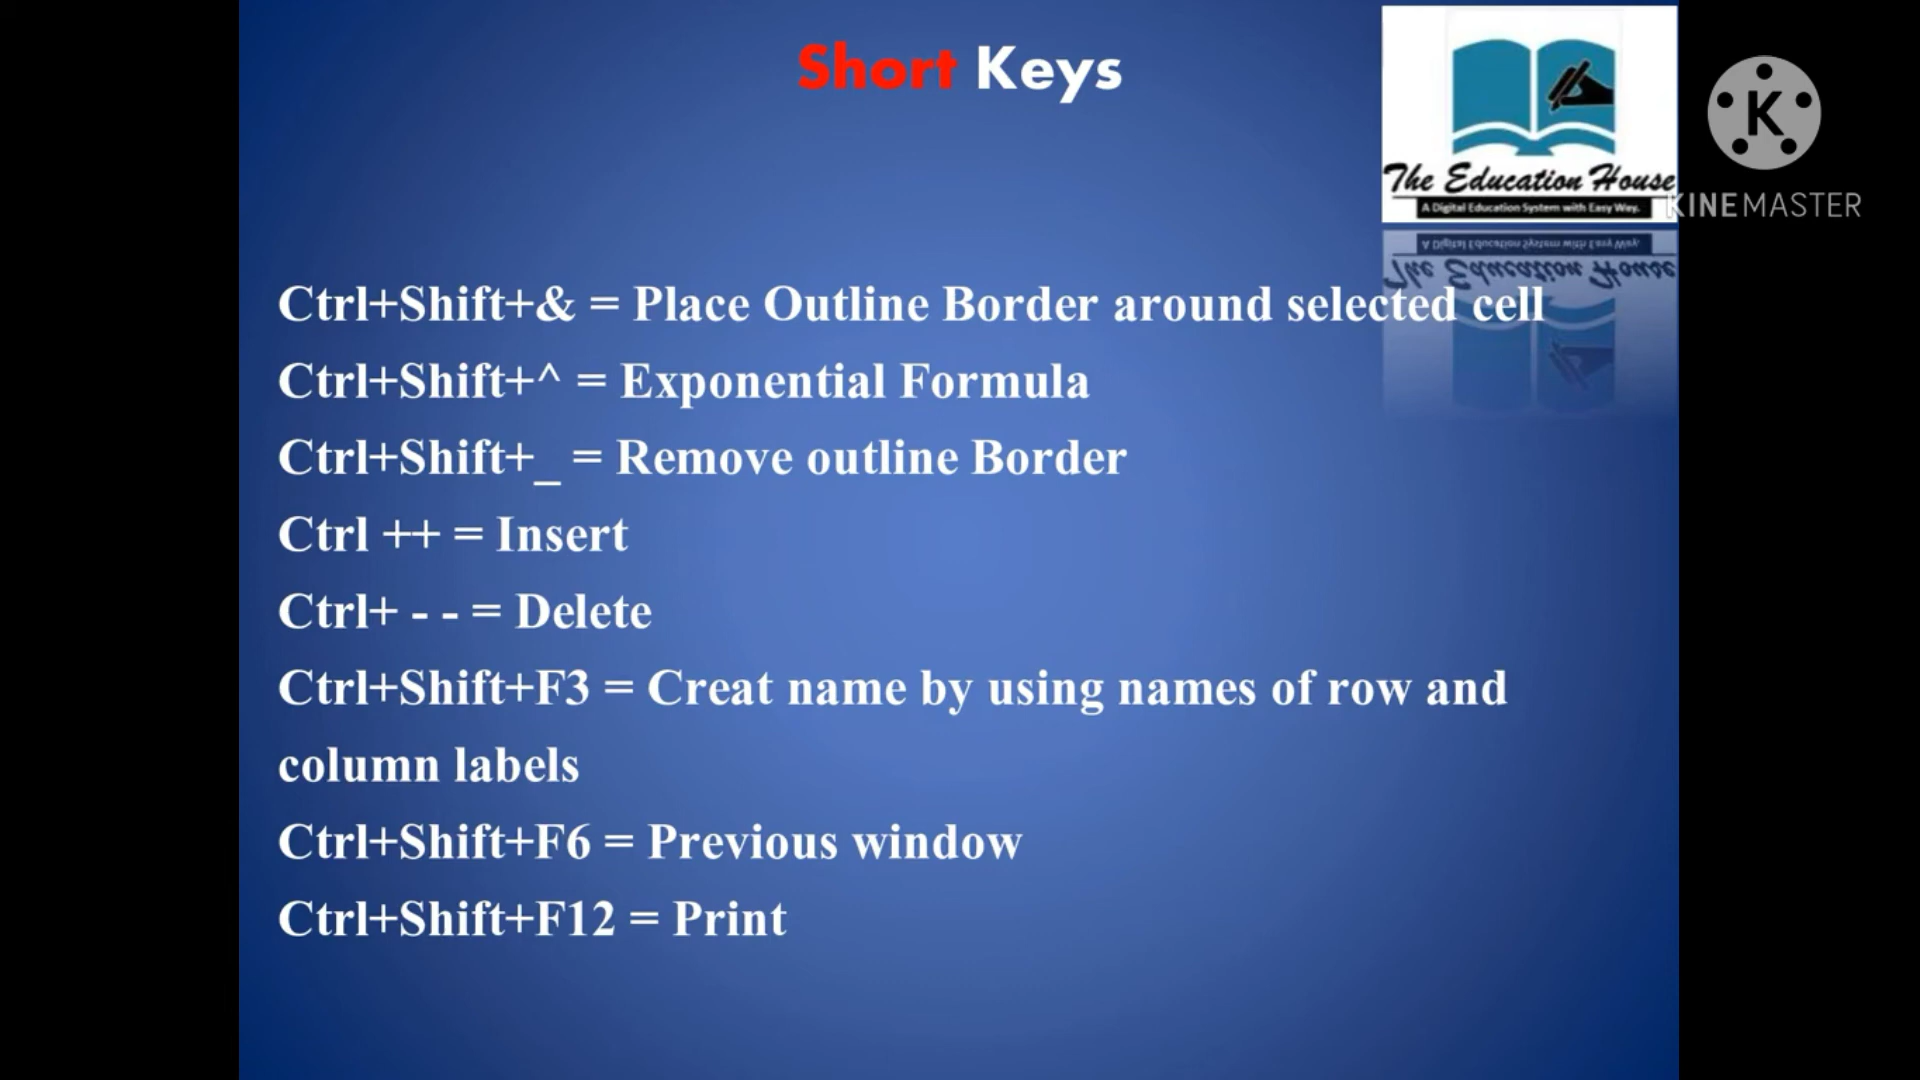 Short Keys
The Education House
A Digital Education System with Easy Way.
K
KINEMASTER
Ctrl+Shift+& = Place Outline Border around selected cell
Ctrl+Shift+^ = Exponential Formula
Ctrl+Shift+_ = Remove outline Border
Ctrl ++ = Insert
Ctrl+ - - = Delete
Ctrl+Shift+F3 = Creat name by using names of row and
column labels
Ctrl+Shift+F6 = Previous window
Ctrl+Shift+F12 = Print